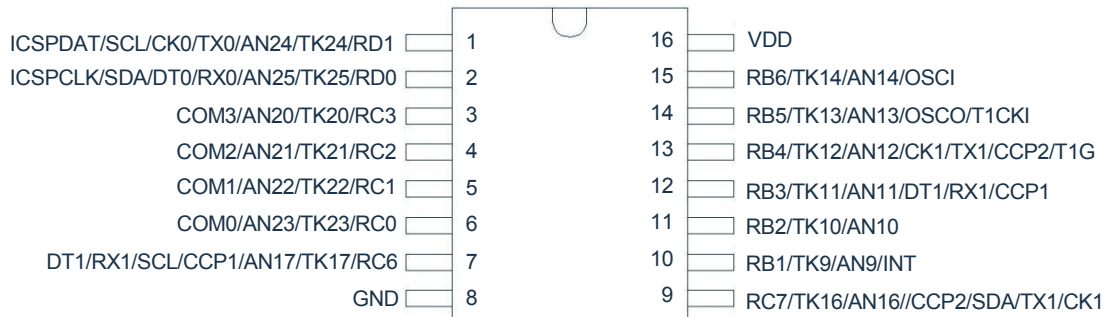 ICSPDAT/SCL/CK0/TX0/AN24/TK24/RD1 1 16 VDD
ICSPCLK/SDA/DT0/RX0/AN25/TK25/RD0 2 15 RB6/TK14/AN14/OSCI
COM3/AN20/TK20/RC3 3 14 RB5/TK13/AN13/OSCO/T1CKI
COM2/AN21/TK21/RC2 4 13 RB4/TK12/AN12/CK1/TX1/CCP2/T1G
COM1/AN22/TK22/RC1 5 12 RB3/TK11/AN11/DT1/RX1/CCP1
COM0/AN23/TK23/RC0 6 11 RB2/TK10/AN10
DT1/RX1/SCL/CCP1/AN17/TK17/RC6 7 10 RB1/TK9/AN9/INT
GND 8 9 RC7/TK16/AN16//CCP2/SDA/TX1/CK1